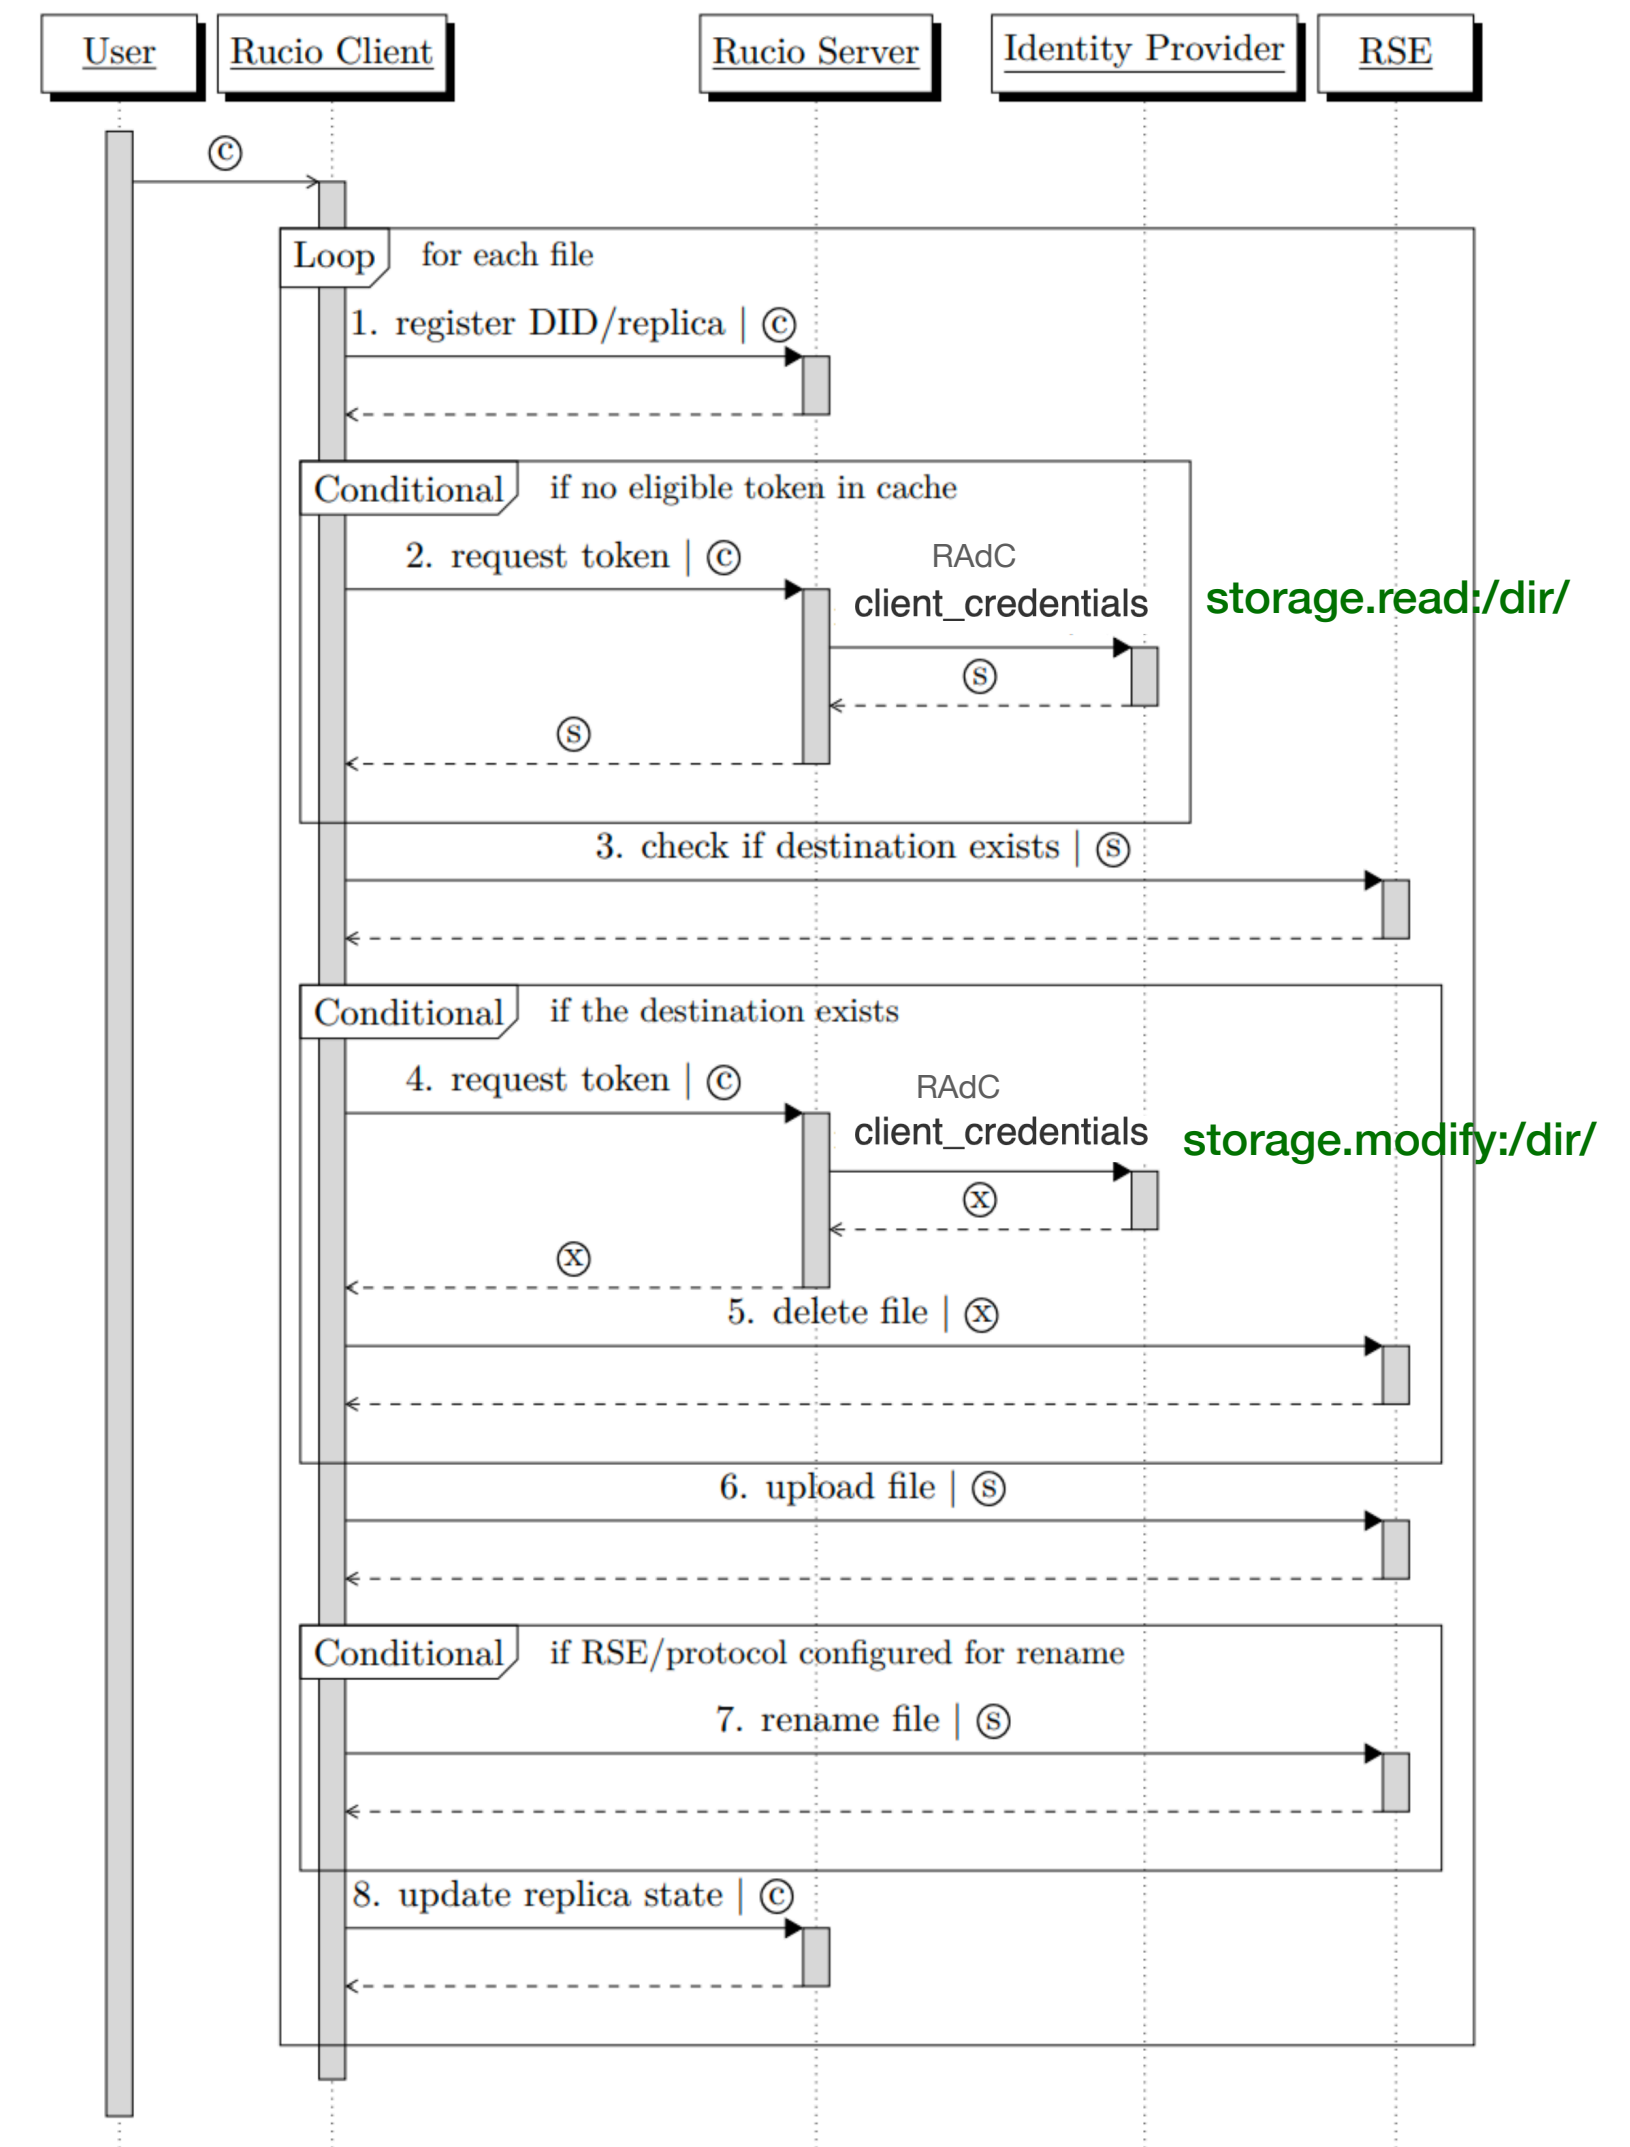 User
Rucio Client
Rucio Server
Identity Provider
RSE
ⓒ
Loop
for each file
1. register DID/replica | ⓒ
Conditional
if no eligible token in cache
2. request token | ⓒ
RAdC
client_credentials
storage.read:/dir/
ⓢ
ⓢ
3. check if destination exists | ⓢ
Conditional
if the destination exists
4. request token | ⓒ
RAdC
client_credentials
storage.modify:/dir/
ⓧ
ⓧ
5. delete file | ⓧ
6. upload file | ⓢ
Conditional
if RSE/protocol configured for rename
7. rename file | ⓢ
8. update replica state | ⓒ